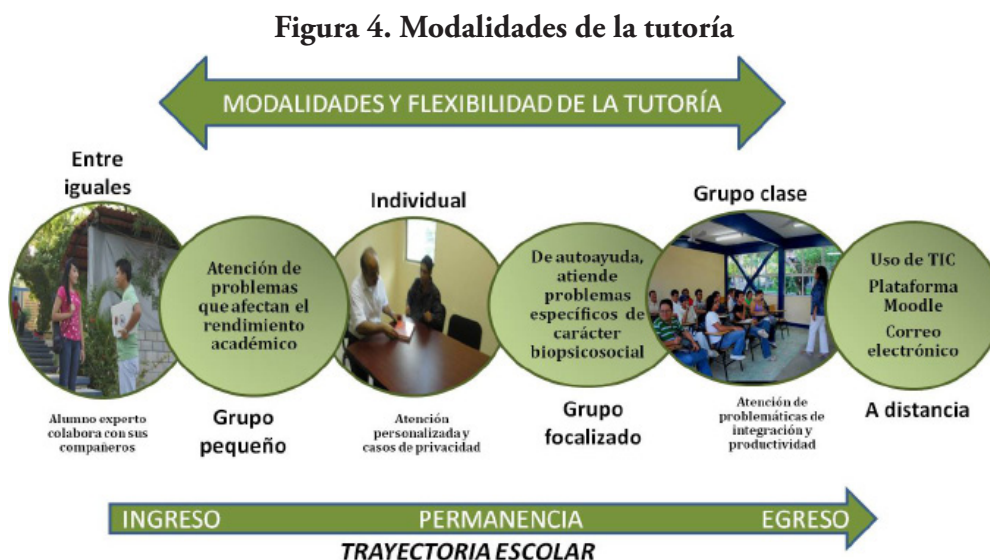 Figura 4. Modalidades de la tutoría
MODALIDADES Y FLEXIBILIDAD DE LA TUTORÍA
Entre
iguales
Alumno experto
colabora con sus
compañeros
Atención de
problemas
que afectan el
rendimiento
académico
Grupo
pequeño
Individual
Atención
personalizada y
casos de privacidad
De autoayuda,
atiende
problemas
específicos de
carácter
biopsicosocial
Grupo
focalizado
Grupo clase
Atención de
problemáticas de
integración y
productividad
Uso de TIC
Plataforma
Moodle
Correo
electrónico
A distancia
INGRESO
PERMANENCIA
EGRESO
TRAYECTORIA ESCOLAR